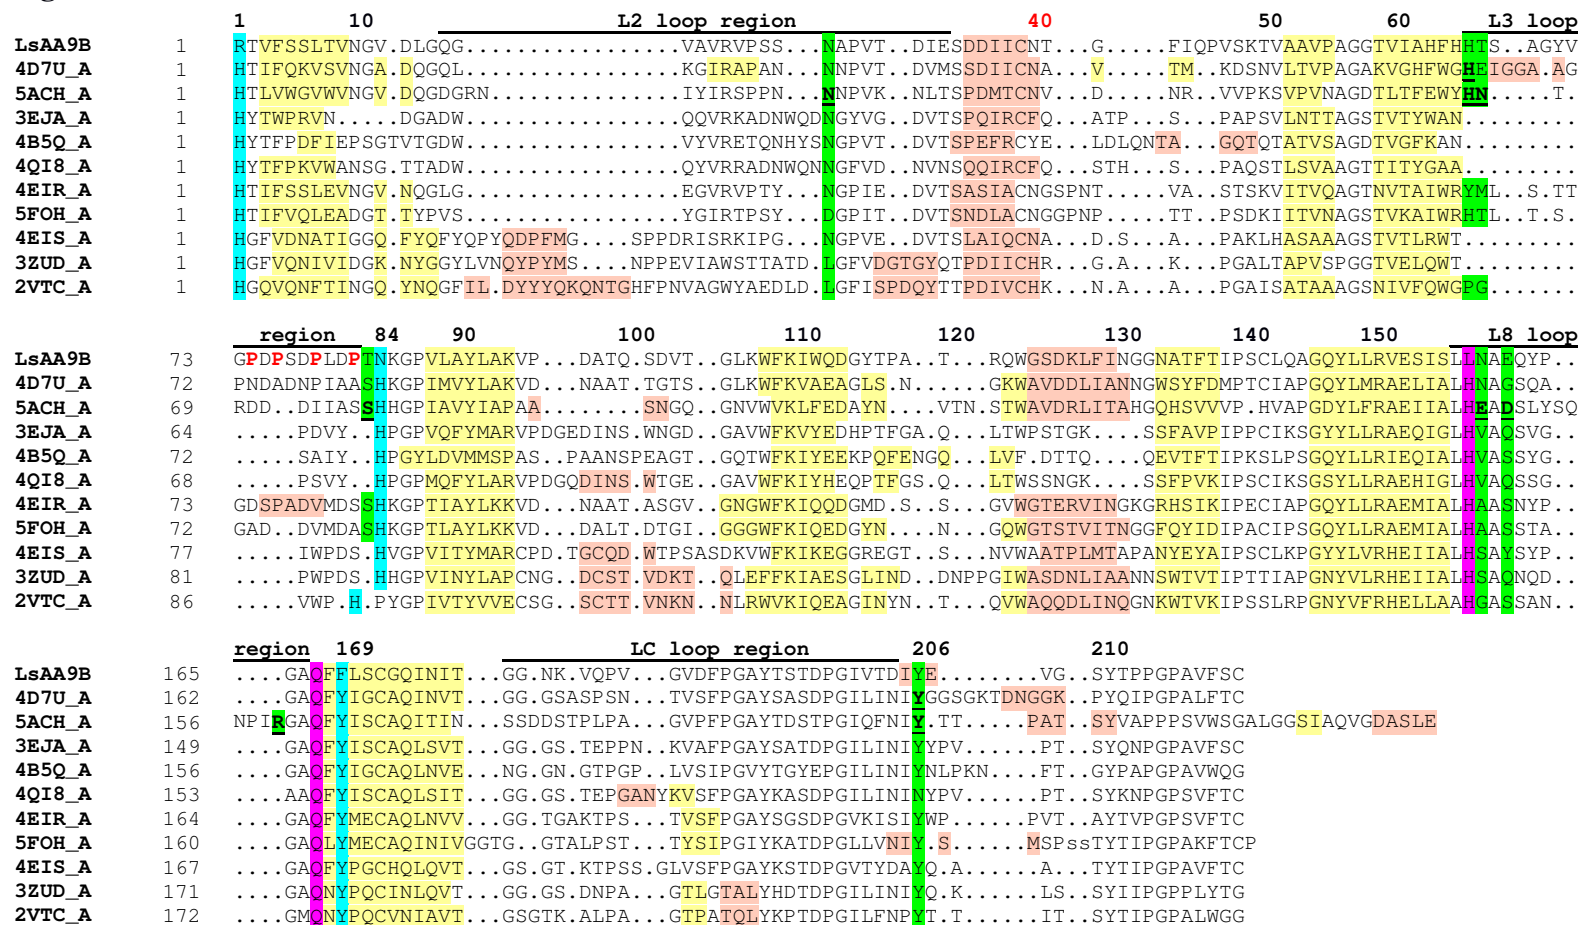 1 10 L2 loop region 40 50 60 L3 loop
LsAA9B 1 RTVFSSLTVNGV.DLGQG.................VAVRVPSS...NAPVT..DIESDDIICNT...G.....FIQPVSKTVAAVPAGGTVIAHFHHTS..AGYV
4D7U_A 1 HTIFQKVSVNGA.DQGQL.................KGIRAPAN...NNPVT..DVMSSDIICNA...V.....TM..KDSNVLTVPAGAKVGHFWGHEIGGA.AG
5ACH_A 1 HTLVWGVWVNGV.DQGDGRN...............IYIRSPPN...NNPVK..NLTSPDMTCNV...D.....NR..VVPKSVPVNAGDTLTFEWYHN.....T.
3EJA_A 1 HYTWPRVN.....DGADW.................QQVRKADNWQDNGYVG..DVTSPQIRCFQ...ATP...S...PAPSVLNTTAGSTVTYWAN.........
4B5Q_A 1 HYTFPDFIEPSGTVTGDW.................VYVRETQNHYSNGPVT..DVTSPEFRCYE...LDLQNTA...GQTQTATVSAGDTVGFKAN.........
4QI8_A 1 HYTFPKVWANSG.TTADW.................QYVRRADNWQNNGFVD..NVNSQQIRCFQ...STH...S...PAQSTLSVAAGTTITYGAA.........
4EIR_A 1 HTIFSSLEVNGV.NQGLG.................EGVRVPTY...NGPIE..DVTSASIACNGSPNT.....VA..STSKVITVQAGTNVTAIWRYML..S.TT
5FOH_A 1 HTIFVQLEADGT.TYPVS.................YGIRTPSY...DGPIT..DVTSNDLACNGGPNP.....TT..PSDKIITVNAGSTVKAIWRHTL..T.S.
4EIS_A 1 HGFVDNATIGGQ.FYQFYQPYQDPFMG....SPPDRISRKIPG...NGPVE..DVTSLAIQCNA...D.S...A...PAKLHASAAAGSTVTLRWT.........
3ZUD_A 1 HGFVQNIVIDGK.NYGGYLVNQYPYMS....NPPEVIAWSTTATD.LGFVDGTGYQTPDIICHR...G.A...K...PGALTAPVSPGGTVELQWT.........
2VTC_A 1 HGQVQNFTINGQ.YNQGFIL.DYYYQKQNTGHFPNVAGWYAEDLD.LGFISPDQYTTPDIVCHK...N.A...A...PGAISATAAAGSNIVFQWGPG.......
region 84 90 100 110 130 140 150 L8 loop
LsAA9B 73 GPDPSDPLDPTNKGPVLAYLAKVP...DATQ.SDVT..GLKWFKIWQDGYTPA..T...RQWGSDKLFINGGNATFTIPSCLQAGQYLLRVESISLLNAEQYP..
4D7U_A 72 PNDADNPIAASHKGPIMVYLAKVD...NAAT.TGTS..GLKWFKVAEAGLS.N......GKWAVDDLIANNGWSYFDMPTCIAPGQYLMRAELIALHNAGSQA..
5ACH_A 69 RDD..DIIASSSHHGPIAVYIAPAA........SNGQ..GNVWVKLFEDAYN....VTN.STWAVDRLITAHGQHSVVVP.HVAPGDYLFRAEIIALHEADSLYSQ
3EJA_A 64 .....PDVY..HPGPVQFYMARVPDGEDINS.WNGD..GAVWFKVYEDHPTFGA.Q...LTWPSTGK....SSFAVPIPPCIKSGYYLLRAEQIGLHVAQSVG..
4B5Q_A 72 .....SAIY..HPGYLDVMMSPAS..PAANSPEAGT..GQTWFKIYEEKPQFENGQ...LVF.DTTQ....QEVTFTIPKSLPSGQYLLRIEQIALHVASSYG..
4QI8_A 68 .....PSVY..HPGPMQFYLARVPDGQDINS.WTGE..GAVWFKIYHEQPTFGS.Q...LTWSSNGK....SSFPVKIPSCIKSGSYLLRAEHIGLHVAQSSG..
4EIR_A 73 GDSPADVMDSSHKGPTIAYLKKVD...NAAT.ASGV..GNGWFKIQQDGMD.S..S...GVWGTERVINGKGRHSIKIPECIAPGQYLLRAEMIALHAASNYP..
5FOH_A 72 GAD..DVMDASHKGPTLAYLKKVD...DALT.DTGI..GGGWFKIQEDGYN....N...GQWGTSTVITNGGFQYIDIPACIPSGQYLLRAEMIALHAASSTA..
4EIS_A 77 .....IWPDS.HVGPVITYMARCPD.TGCQD.WTPSASDKVWFKIKEGGREGT..S...NVWAATPLMTAPANYEYAIPSCLKPGYYLVRHEIIALHSAYSYP..
3ZUD_A 81 .....PWPDS.HHGPVINYLAPCNG..DCST.VDKT..QLEFFKIAESGLIND..DNPPGIWASDNLIAANNSWTVTIPTTIAPGNYVLRHEIIALHSAQNQD..
2VTC_A 86 .....VWP.H.PYGPIVTYVVECSG..SCTT.VNKN..NLRWVKIQEAGINYN..T...QVWAQQDLINQGNKWTVKIPSSLRPGNYVFRHELLAAHGASSAN..
region 169 LC loop region 206 210
LsAA9B 165 ....GAQFFLSCGQINIT...GG.NK.VQPV...GVDFPGAYTSTDPGIVTDIYE........VG..SYTPPGPAVFSC
4D7U_A 162 ....GAQFYIGCAQINVT...GG.GSASPSN...TVSFPGAYSASDPGILINIYGGSGKTDNGGK..PYQIPGPALFTC
5ACH_A 156 NPIRGAQFYISCAQITIN...SSDDSTPLPA...GVPFPGAYTDSTPGIQFNIY.TT.....PAT..SYVAPPPSVWSGALGGSIAQVGDASLE
3EJA_A 149 ....GAQFYISCAQLSVT...GG.GS.TEPPN..KVAFPGAYSATDPGILINIYYPV......PT..SYQNPGPAVFSC
4B5Q_A 156 ....GAQFYIGCAQLNVE...NG.GN.GTPGP..LVSIPGVYTGYEPGILINIYNLPKN....FT..GYPAPGPAVWQG
4QI8_A 153 ....AAQFYISCAQLSIT...GG.GS.TEPGANYKVSFPGAYKASDPGILININYPV......PT..SYKNPGPSVFTC
4EIR_A 164 ....GAQFYMECAQLNVV...GG.TGAKTPS...TVSFPGAYSGSDPGVKISIYWP.......PVT..AYTVPGPSVFTC
5FOH_A 160 ....GAQLYMECAQINIVGGTG..GTALPST...TYSIPGIYKATDPGLLVNIY.S......MSPssTYTIPGPAKFTCP
4EIS_A 167 ....GAQFYPGCHQLQVT...GS.GT.KTPSS.GLVSFPGAYKSTDPGVTYDAYQ.A......A...TYTIPGPAVFTC
3ZUD_A 171 ....GAQNYPQCINLQVT...GG.GS.DNPA...GTLGTALYHDTDPGILINIYQ.K......LS..SYIIPGPPLYTG
2VTC_A 172 ....GMQNYPQCVNIAVT...GSGTK.ALPA...GTPATQLYKPTDPGILFNPYT.T......IT..SYTIPGPALWGG